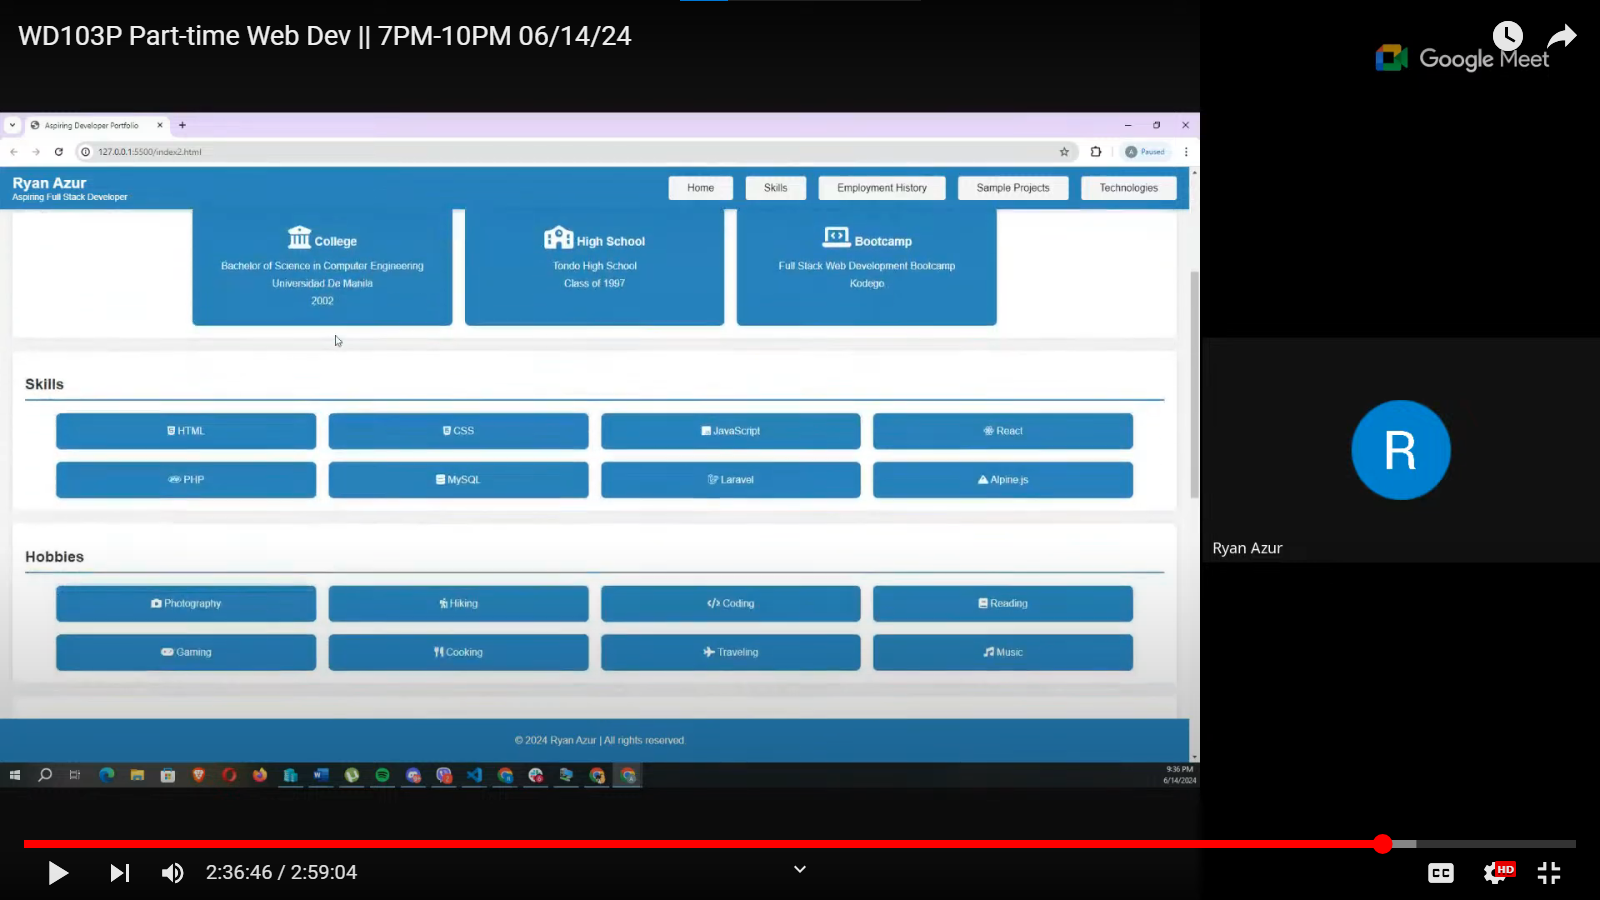 WD103P Part-time Web Dev || 7PM-10PM 06/14/24
Google Meet
Aspiring Developer Portfolio
127.0.0.1:5500/index2.html
Paused
Ryan Azur
Aspiring Full Stack Developer
Home
Skills
Employment History
Sample Projects
Technologies
College
Bachelor of Science in Computer Engineering
Universidad De Manila
2002
High School
Tondo High School
Class of 1997
Bootcamp
Full Stack Web Development Bootcamp
Kodego
Skills
HTML
CSS
JavaScript
React
PHP
MySQL
Laravel
Alpine.js
Hobbies
Photography
Hiking
Coding
Reading
Gaming
Cooking
Traveling
Music
© 2024 Ryan Azur | All rights reserved
9:36 PM
6/14/2024
R
Ryan Azur
2:36:46 / 2:59:04
CC
HD